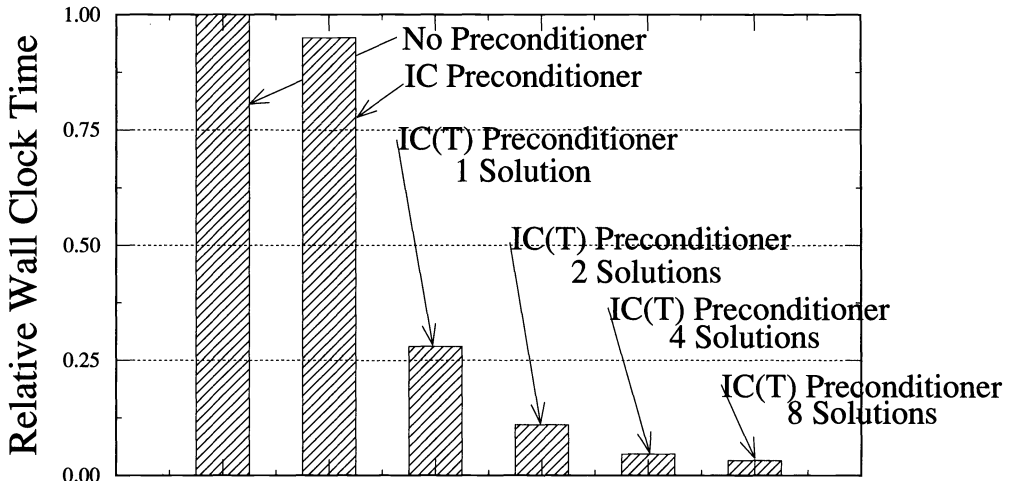 1.00
0.75
0.50
0.25
0.00
Relative Wall Clock Time
No Preconditioner
IC Preconditioner
IC(T) Preconditioner
1 Solution
IC(T) Preconditioner
2 Solutions
IC(T) Preconditioner
4 Solutions
IC(T) Preconditioner
8 Solutions